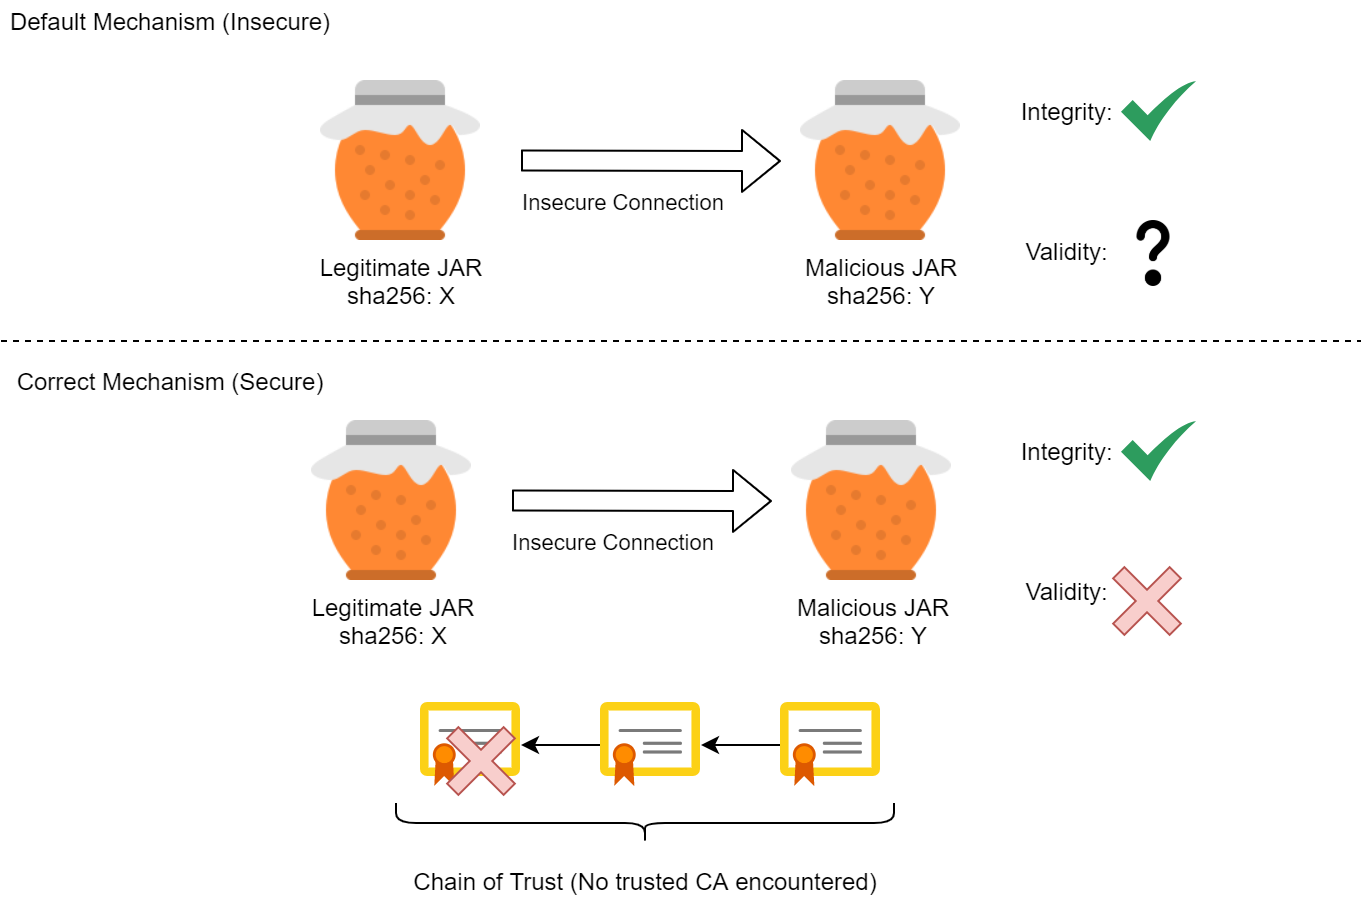 Default Mechanism (Insecure)
Integrity:
Insecure Connection
Validity:
Legitimate JAR
sha256: X
Malicious JAR
sha256: Y
Correct Mechanism (Secure)
Integrity:
Insecure Connection
Validity:
Legitimate JAR
sha256: X
Malicious JAR
sha256: Y
Chain of Trust (No trusted CA encountered)